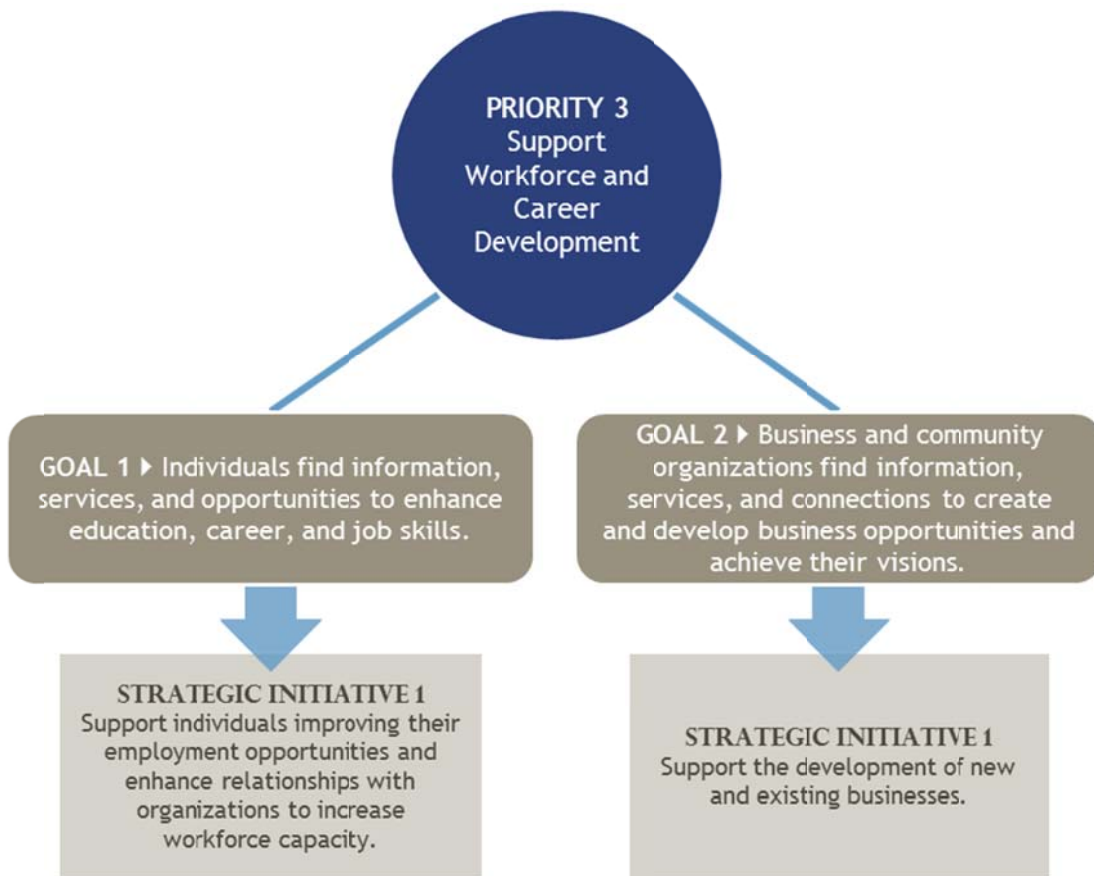 PRIORITY 3
Support
Workforce and
Career
Development
GOAL 1 ▶ Individuals find information,
services, and opportunities to enhance
education, career, and job skills.
GOAL 2 ▶ Business and community
organizations find information,
services, and connections to create
and develop business opportunities and
achieve their visions.
STRATEGIC INITIATIVE 1
Support individuals improving their
employment opportunities and
enhance relationships with
organizations to increase
workforce capacity.
STRATEGIC INITIATIVE 1
Support the development of new
and existing businesses.